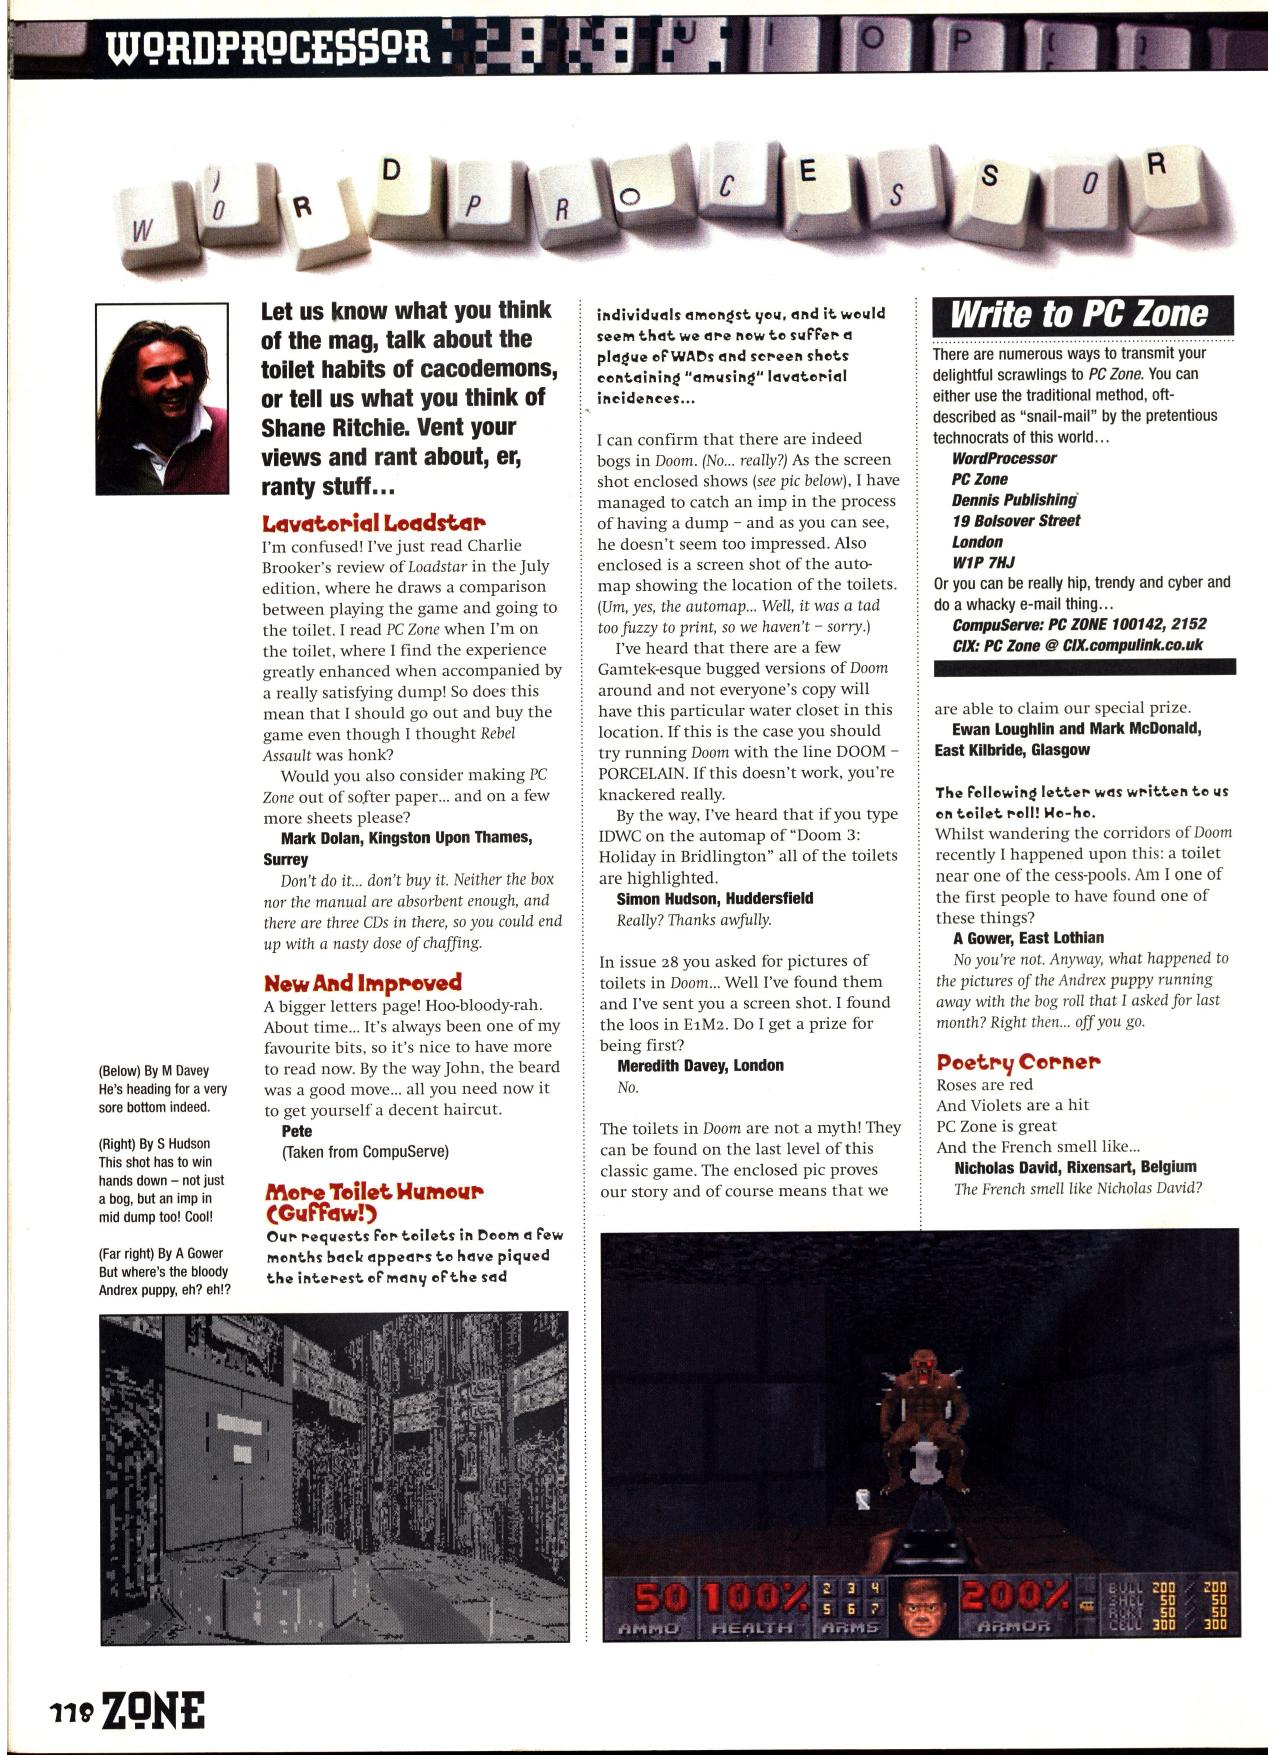 WORDPROCESSOR
U I O P
W ) 0 R D P R O C E S S O R
Let us know what you think
of the mag, talk about the
toilet habits of cacodemons,
or tell us what you think of
Shane Ritchie. Vent your
views and rant about, er,
ranty stuff…
Lavatorial Loadstar
I'm confused! I've just read Charlie
Brooker's review of Loadstar in the July
edition, where he draws a comparison
between playing the game and going to
the toilet. I read PC Zone when I'm on
the toilet, where I find the experience
greatly enhanced when accompanied by
a really satisfying dump! So does this
mean that I should go out and buy the
game even though I thought Rebel
Assault was honk?
Would you also consider making PC
Zone out of softer paper... and on a few
more sheets please?
Mark Dolan, Kingston Upon Thames,
Surrey
Don't do it... don't buy it. Neither the box
nor the manual are absorbent enough, and
there are three CDs in there, so you could end
up with a nasty dose of chaffing.
New And Improved
A bigger letters page! Hoo-bloody-rah.
About time... It's always been one of my
favourite bits, so it's nice to have more
to read now. By the way John, the beard
was a good move... all you need now it
to get yourself a decent haircut.
Pete
(Taken from CompuServe)
More Toilet Humour
(Guffaw!)
Our requests for toilets in Doom a few
months back appears to have piqued
the interest of many of the sad
individuals amongst you, and it would
seem that we are now to suffer a
plague of WADs and screen shots
containing "amusing" lavatorial
incidences...
I can confirm that there are indeed
bogs in Doom. (No... really?) As the screen
shot enclosed shows (see pic below), I have
managed to catch an imp in the process
of having a dump – and as you can see,
he doesn't seem too impressed. Also
enclosed is a screen shot of the auto-
map showing the location of the toilets.
(Um, yes, the automap... Well, it was a tad
too fuzzy to print, so we haven't – sorry.)
I've heard that there are a few
Gamtek-esque bugged versions of Doom
around and not everyone's copy will
have this particular water closet in this
location. If this is the case you should
try running Doom with the line DOOM –
PORCELAIN. If this doesn't work, you're
knackered really.
By the way, I've heard that if you type
IDWC on the automap of "Doom 3:
Holiday in Bridlington" all of the toilets
are highlighted.
Simon Hudson, Huddersfield
Really? Thanks awfully.
In issue 28 you asked for pictures of
toilets in Doom... Well I've found them
and I've sent you a screen shot. I found
the loos in E1M2. Do I get a prize for
being first?
Meredith Davey, London
No.
The toilets in Doom are not a myth! They
can be found on the last level of this
classic game. The enclosed pic proves
our story and of course means that we
Write to PC Zone
There are numerous ways to transmit your
delightful scrawlings to PC Zone. You can
either use the traditional method, oft-
described as "snail-mail" by the pretentious
technocrats of this world…
WordProcessor
PC Zone
Dennis Publishing
19 Bolsover Street
London
W1P 7HJ
Or you can be really hip, trendy and cyber and
do a whacky e-mail thing…
CompuServe: PC ZONE 100142, 2152
CIX: PC Zone @ CIX.compulink.co.uk
are able to claim our special prize.
Ewan Loughlin and Mark McDonald,
East Kilbride, Glasgow
The following letter was written to us
on toilet roll! Ho-ho.
Whilst wandering the corridors of Doom
recently I happened upon this: a toilet
near one of the cess-pools. Am I one of
the first people to have found one of
these things?
A Gower, East Lothian
No you're not. Anyway, what happened to
the pictures of the Andrex puppy running
away with the bog roll that I asked for last
month? Right then... off you go.
Poetry Corner
Roses are red
And Violets are a hit
PC Zone is great
And the French smell like...
Nicholas David, Rixensart, Belgium
The French smell like Nicholas David?
(Below) By M Davey
He's heading for a very
sore bottom indeed.
(Right) By S Hudson
This shot has to win
hands down – not just
a bog, but an imp in
mid dump too! Cool!
(Far right) By A Gower
But where's the bloody
Andrex puppy, eh? eh!?
50 100% 2 3 4 200% BULL 200 / 200
5 6 7 SHEL 50 / 50
AMMO HEALTH ARMS ARMOR RCKT 50 / 50
CELL 300 / 300
118 ZONE